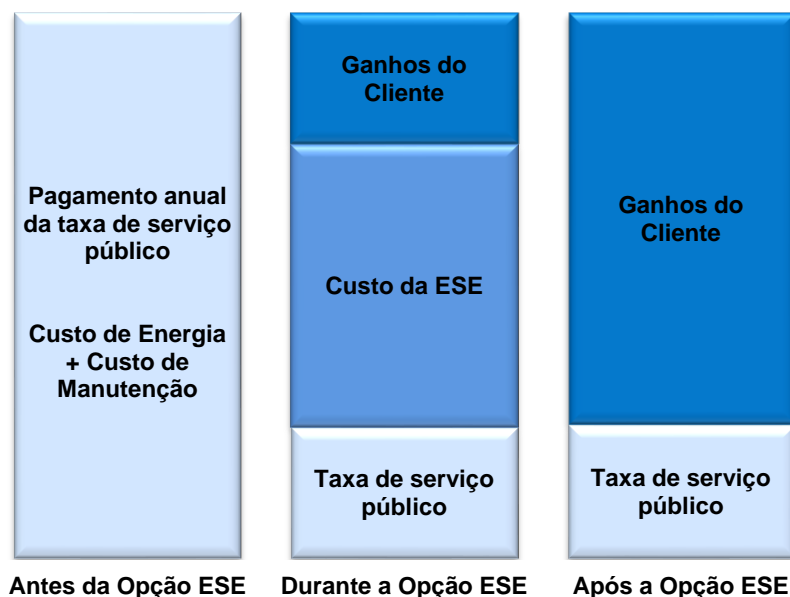 Pagamento anual
da taxa de serviço
público
Custo de Energia
+ Custo de
Manutenção
Antes da Opção ESE
Ganhos do
Cliente
Custo da ESE
Taxa de serviço
público
Durante a Opção ESE
Ganhos do
Cliente
Taxa de serviço
público
Após a Opção ESE